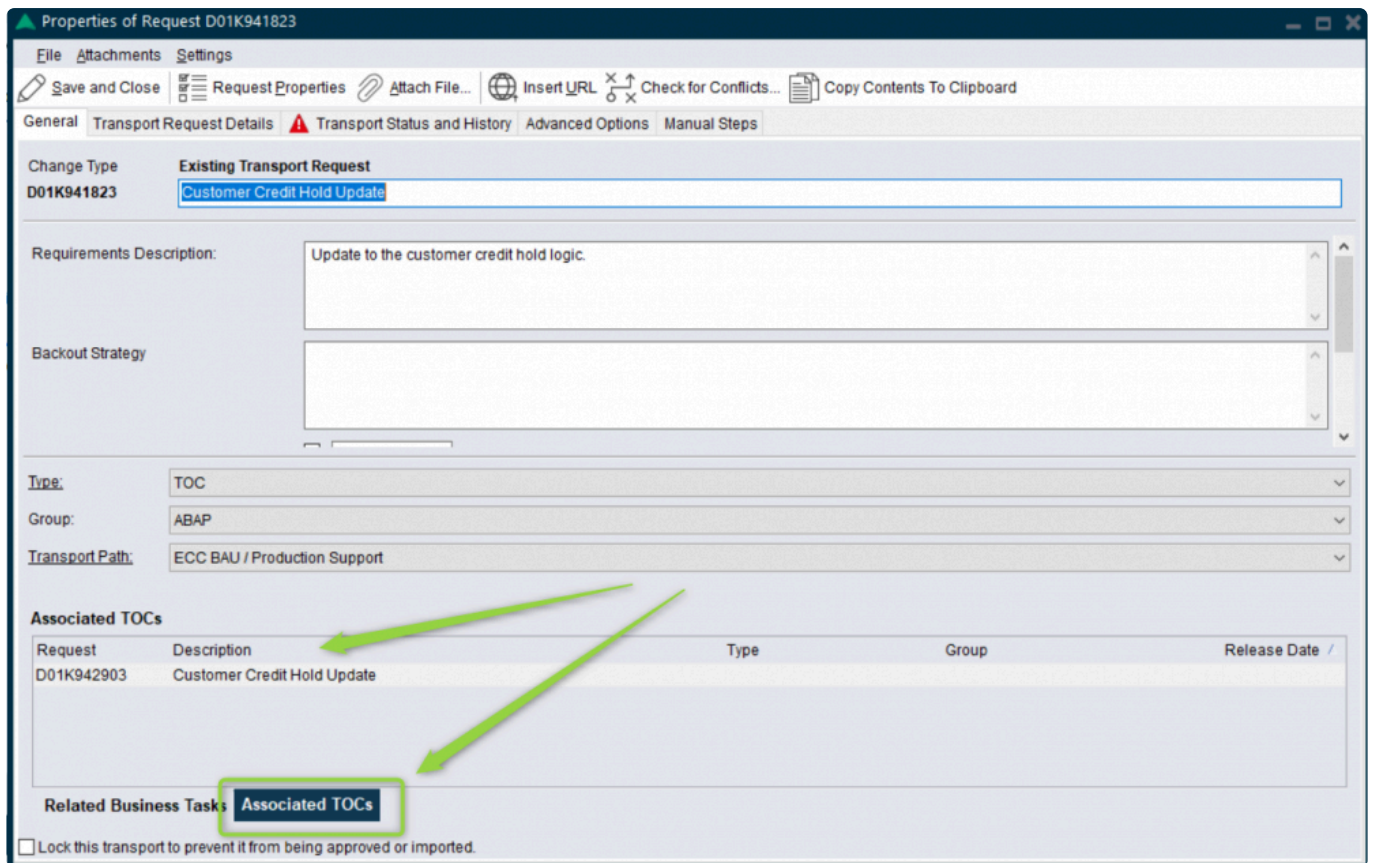 Properties of Request D01K941823
File Attachments Settings
Save and Close Request Properties Attach File... Insert URL Check for Conflicts... Copy Contents To Clipboard
General Transport Request Details Transport Status and History Advanced Options Manual Steps
Change Type Existing Transport Request
D01K941823 Customer Credit Hold Update
Requirements Description: Update to the customer credit hold logic.
Backout Strategy
Type: TOC
Group: ABAP
Transport Path: ECC BAU / Production Support
Associated TOCs
Request Description Type Group Release Date /
D01K942903 Customer Credit Hold Update
Related Business Tasks Associated TOCs
Lock this transport to prevent it from being approved or imported.